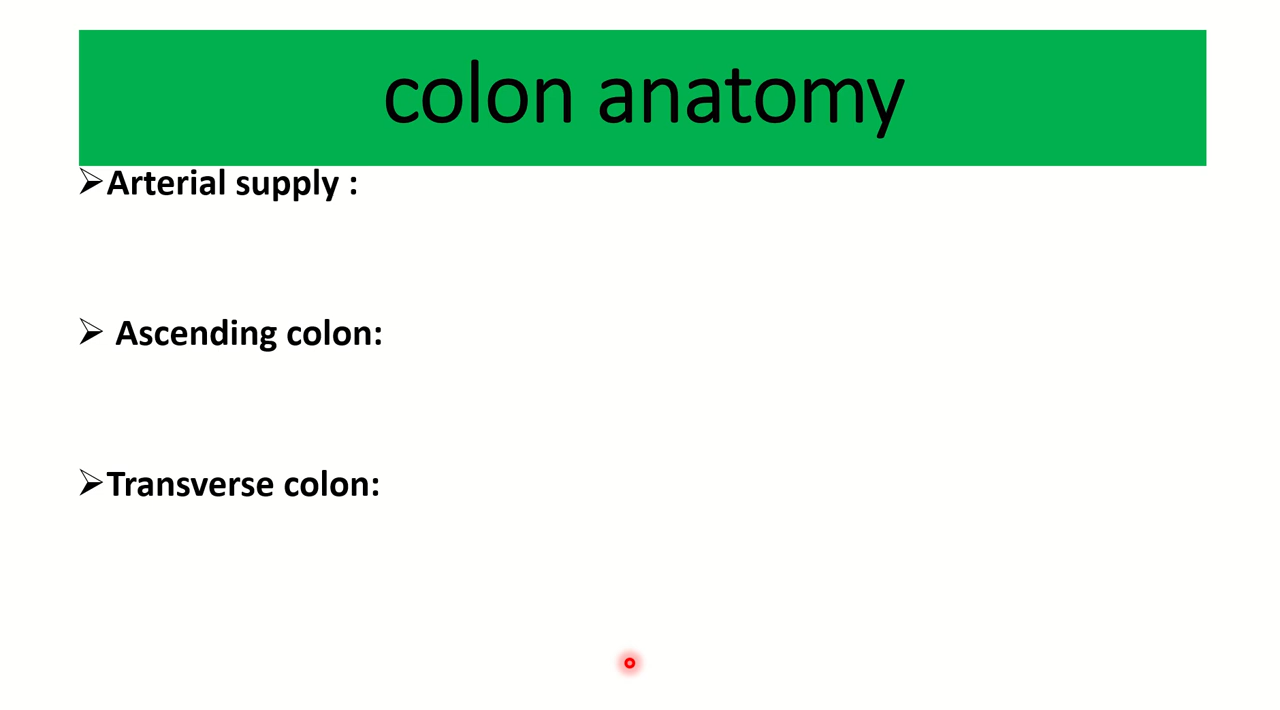 colon anatomy
➢Arterial supply :
➢ Ascending colon:
➢Transverse colon: